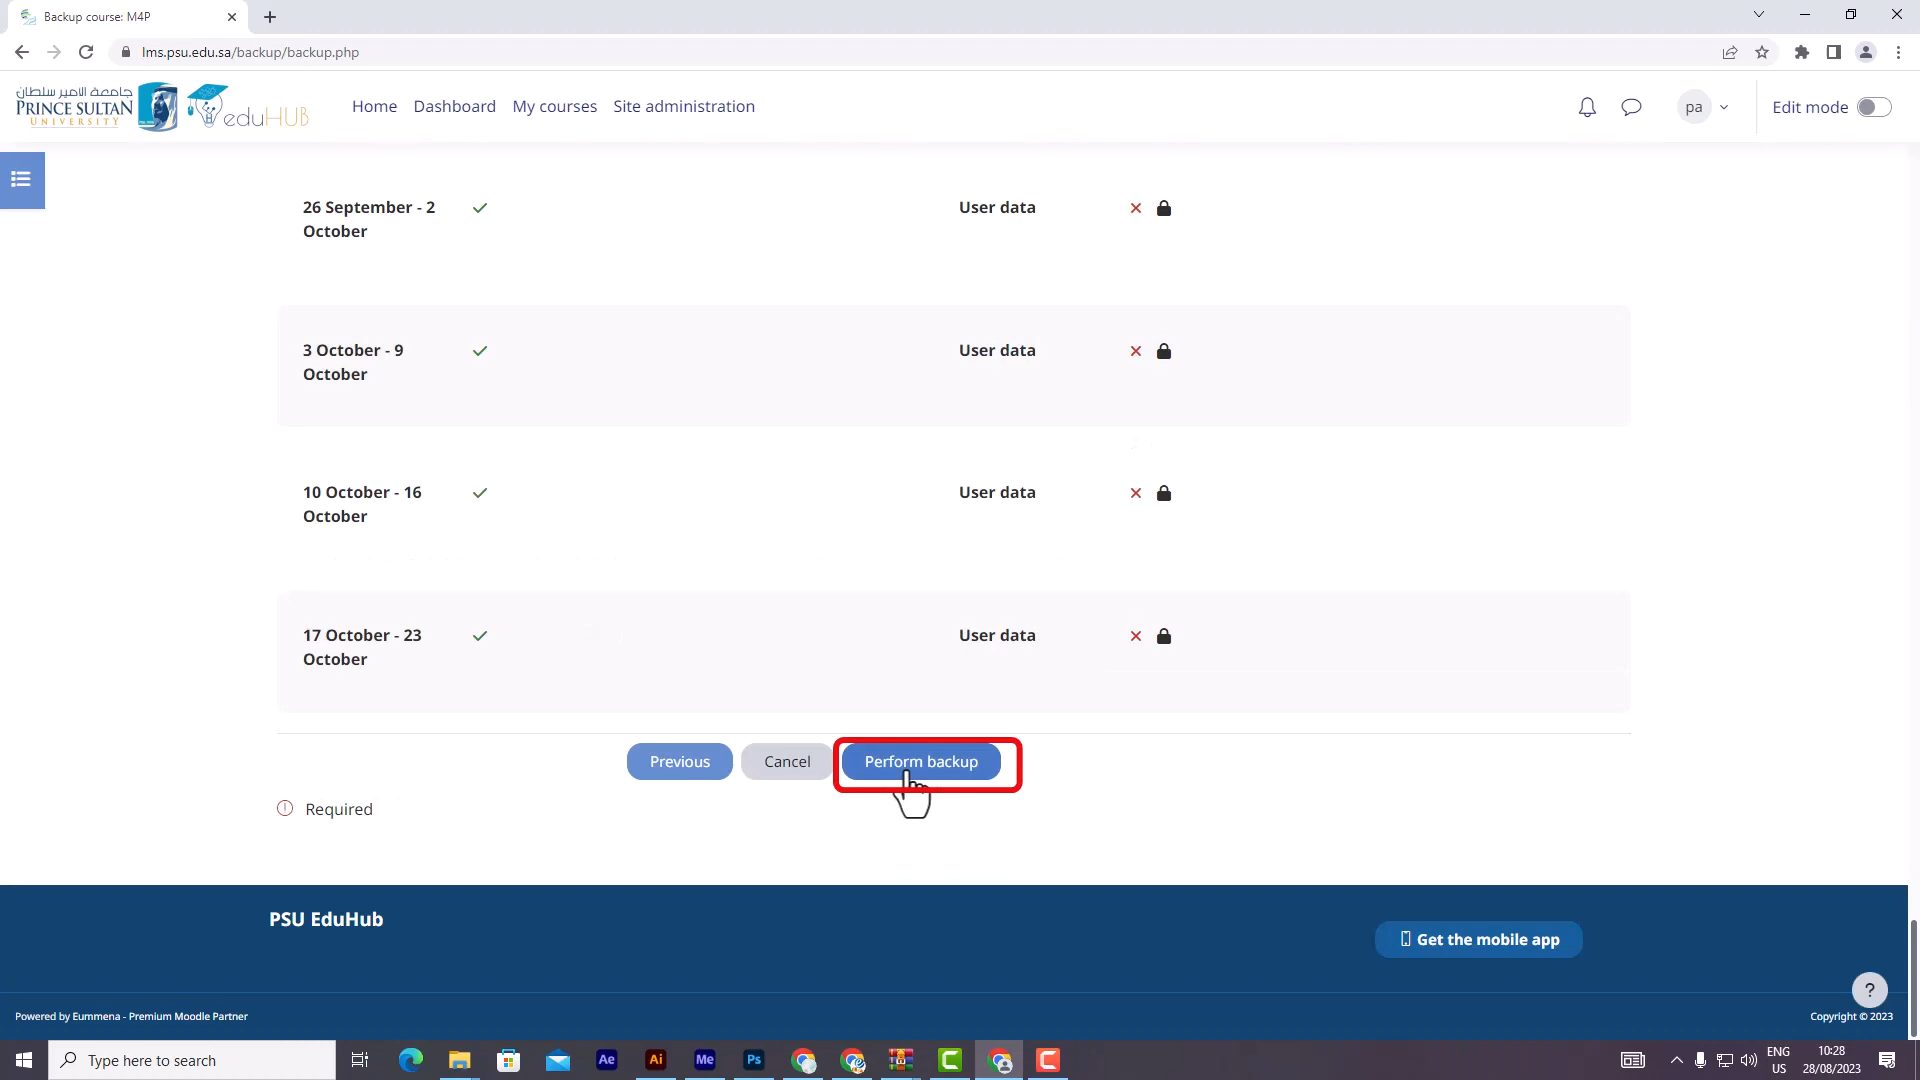 Backup course: M4P
lms.psu.edu.sa/backup/backup.php
جامعة الأمير سلطان
PRINCE SULTAN
UNIVERSITY
eduHUB
Home Dashboard My courses Site administration
pa
Edit mode
26 September - 2
October
User data
3 October - 9
October
User data
10 October - 16
October
User data
17 October - 23
October
User data
Previous Cancel Perform backup
Required
PSU EduHub
Get the mobile app
?
Powered by Eummena - Premium Moodle Partner
Copyright © 2023
Type here to search
Ae
Ai
Me
Ps
ENG
US
10:28
28/08/2023